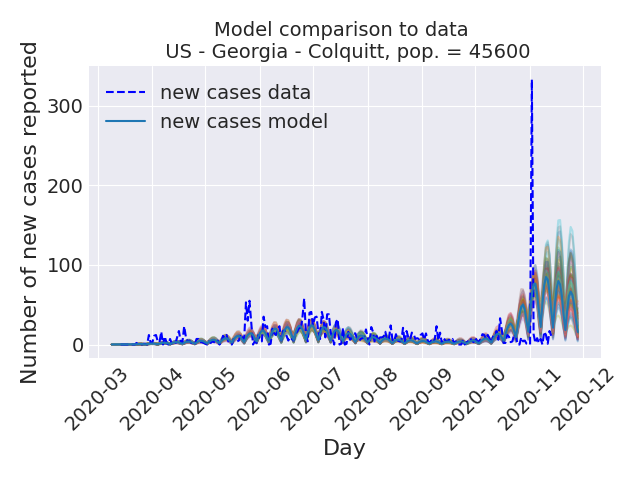 Model comparison to data
US - Georgia - Colquitt, pop. = 45600
Number of new cases reported
300
200
100
0
new cases data
new cases model
2020-03
2020-04
2020-05
2020-06
2020-07
2020-08
2020-09
2020-10
2020-11
2020-12
Day